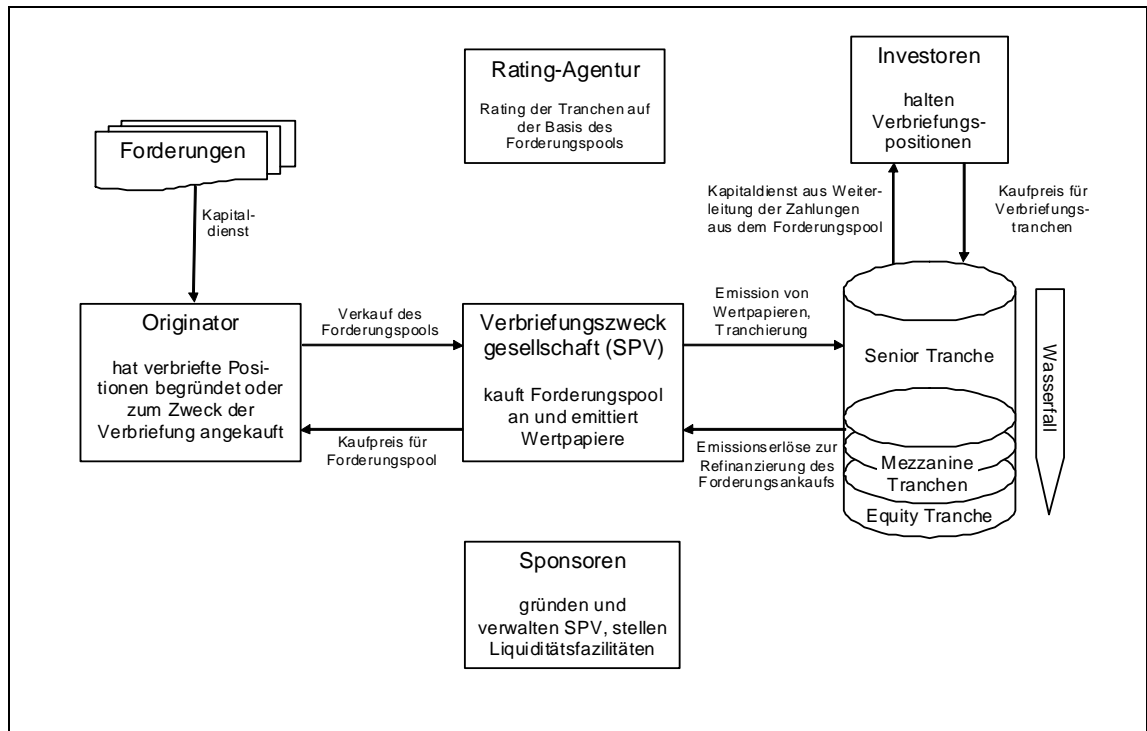 Rating-Agentur
Rating der Tranchen auf
der Basis des
Forderungspools
Investoren
halten
Verbriefungs-
positionen
Forderungen
Kapital-
dienst
Kapitaldienst aus Weiter-
leitung der Zahlungen
aus dem Forderungspool
Kaufpreis für
Verbriefungs-
tranchen
Originator
hat verbriefte Posi-
tionen begründet oder
zum Zweck der
Verbriefung angekauft
Verkauf des
Forderungspools
Kaufpreis für
Forderungspool
Verbriefungszweck
gesellschaft (SPV)
kauft Forderungspool
an und emittiert
Wertpapiere
Emission von
Wertpapieren,
Tranchierung
Emissionserlöse zur
Refinanzierung des
Forderungsankaufs
Senior Tranche
Mezzanine
Tranchen
Equity Tranche
Wasserfall
Sponsoren
gründen und
verwalten SPV, stellen
Liquiditätsfazilitäten